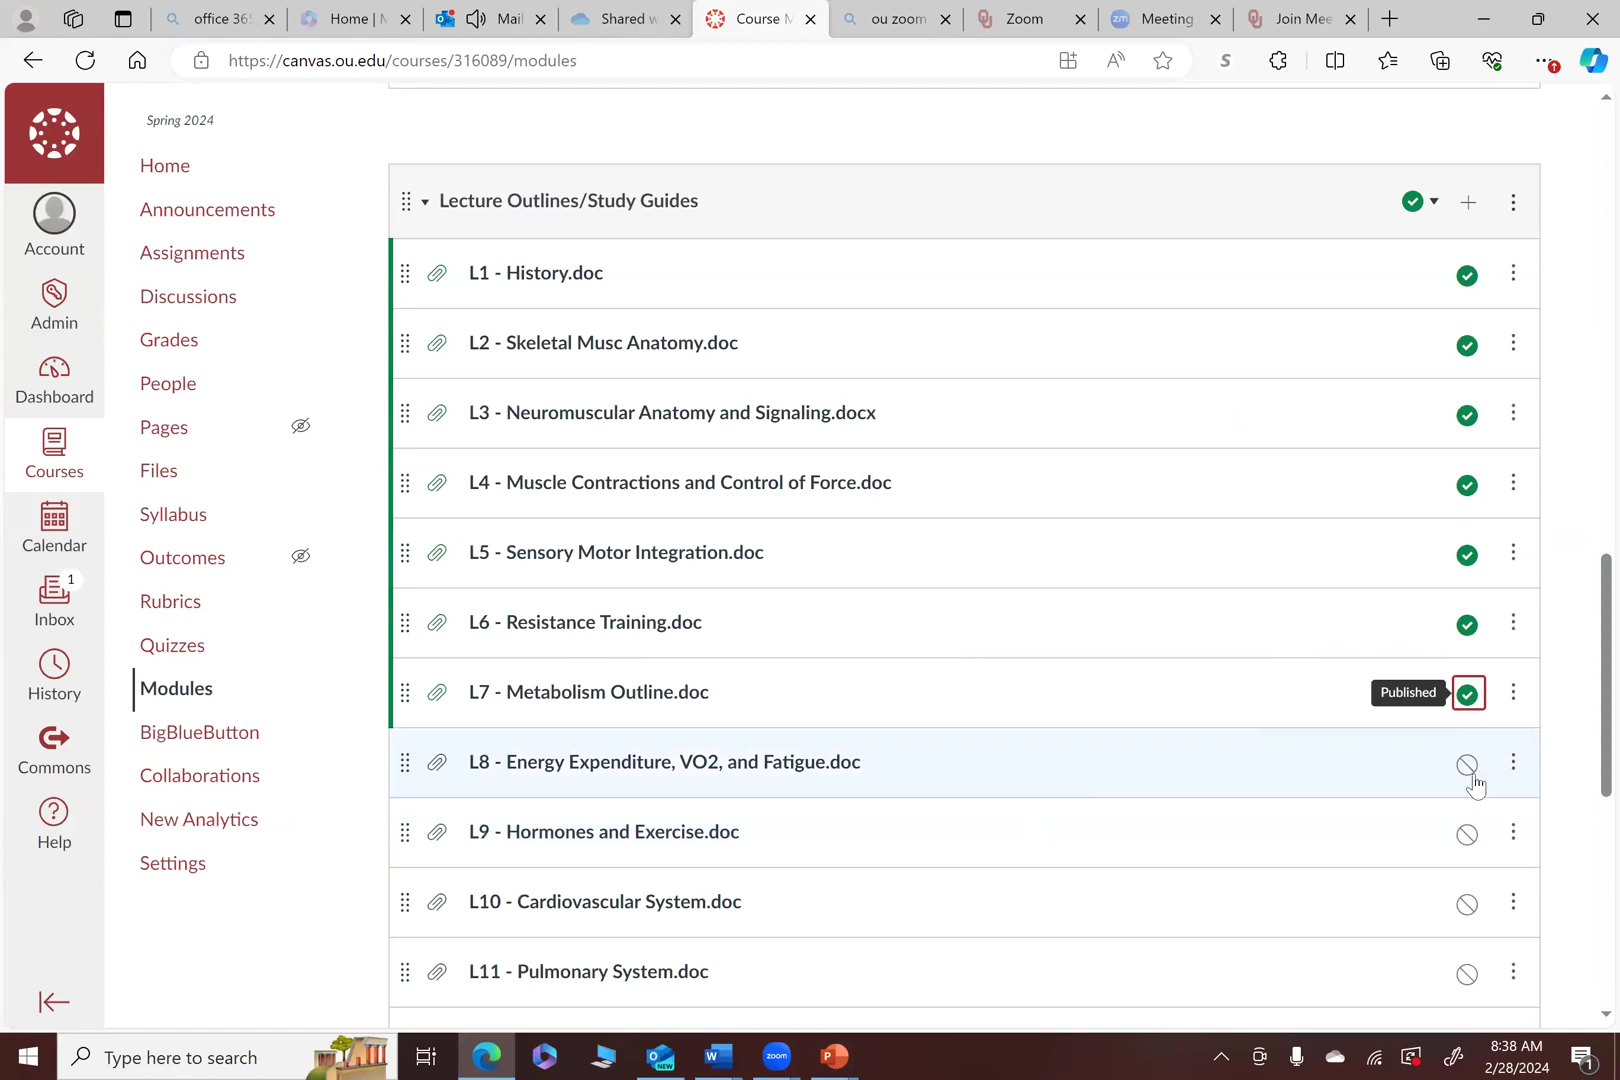 office 365
Home | M
Mail
Shared w
Course M
ou zoom
Zoom
zm
Meeting
Join Mee
https://canvas.ou.edu/courses/316089/modules
S
Spring 2024
Home
Announcements
Assignments
Discussions
Grades
People
Pages
Files
Syllabus
Outcomes
Rubrics
Quizzes
Modules
BigBlueButton
Collaborations
New Analytics
Settings
Account
Admin
Dashboard
Courses
Calendar
1
Inbox
History
Commons
Help
Lecture Outlines/Study Guides
L1 - History.doc
L2 - Skeletal Musc Anatomy.doc
L3 - Neuromuscular Anatomy and Signaling.docx
L4 - Muscle Contractions and Control of Force.doc
L5 - Sensory Motor Integration.doc
L6 - Resistance Training.doc
L7 - Metabolism Outline.doc
Published
L8 - Energy Expenditure, VO2, and Fatigue.doc
L9 - Hormones and Exercise.doc
L10 - Cardiovascular System.doc
L11 - Pulmonary System.doc
Type here to search
NEW
W
zoom
P
8:38 AM
2/28/2024
1